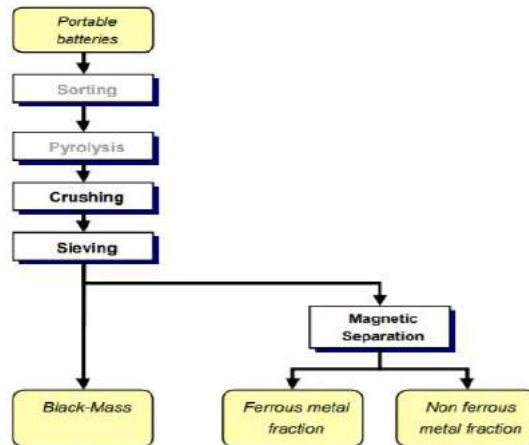 Portable
batteries
Sorting
Pyrolysis
Crushing
Sieving
Magnetic
Separation
Black-Mass
Ferrous metal
fraction
Non ferrous
metal fraction